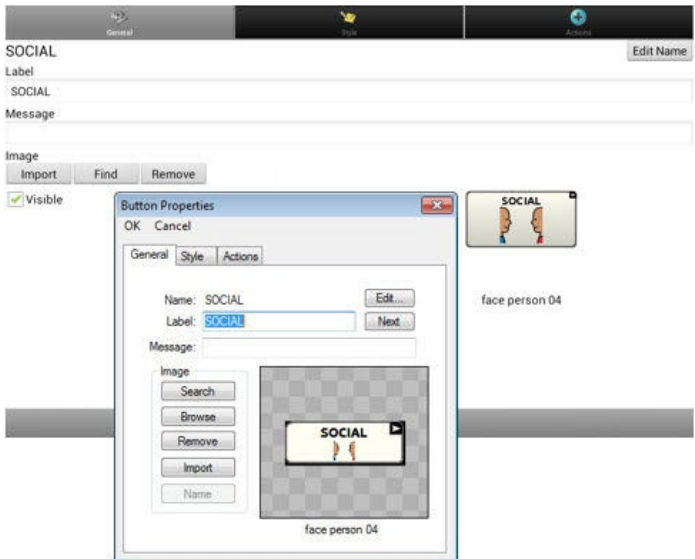 General Style Actions
SOCIAL Edit Name
Label
SOCIAL
Message
Image
Import Find Remove
Visible
SOCIAL
face person 04
Button Properties
OK Cancel
General Style Actions
Name: SOCIAL Edit...
Label: SOCIAL Next
Message:
Image
Search
Browse
Remove
Import
Name
SOCIAL
face person 04